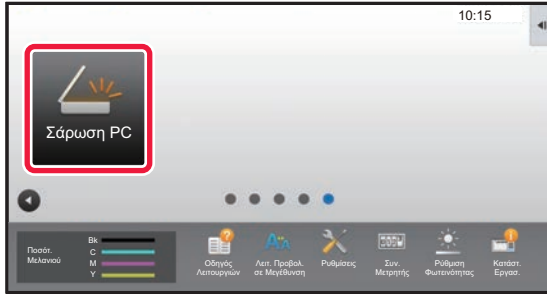 10:15
Σάρωση PC
Ποσότ.
Μελανιού
Bk
C
M
Y
Οδηγός
Λειτουργιών
Λειτ. Προβολ.
σε Μεγέθυνση
Ρυθμίσεις
Συν.
Μετρητής
Ρύθμιση
Φωτεινότητας
Κατάστ.
Εργασ.